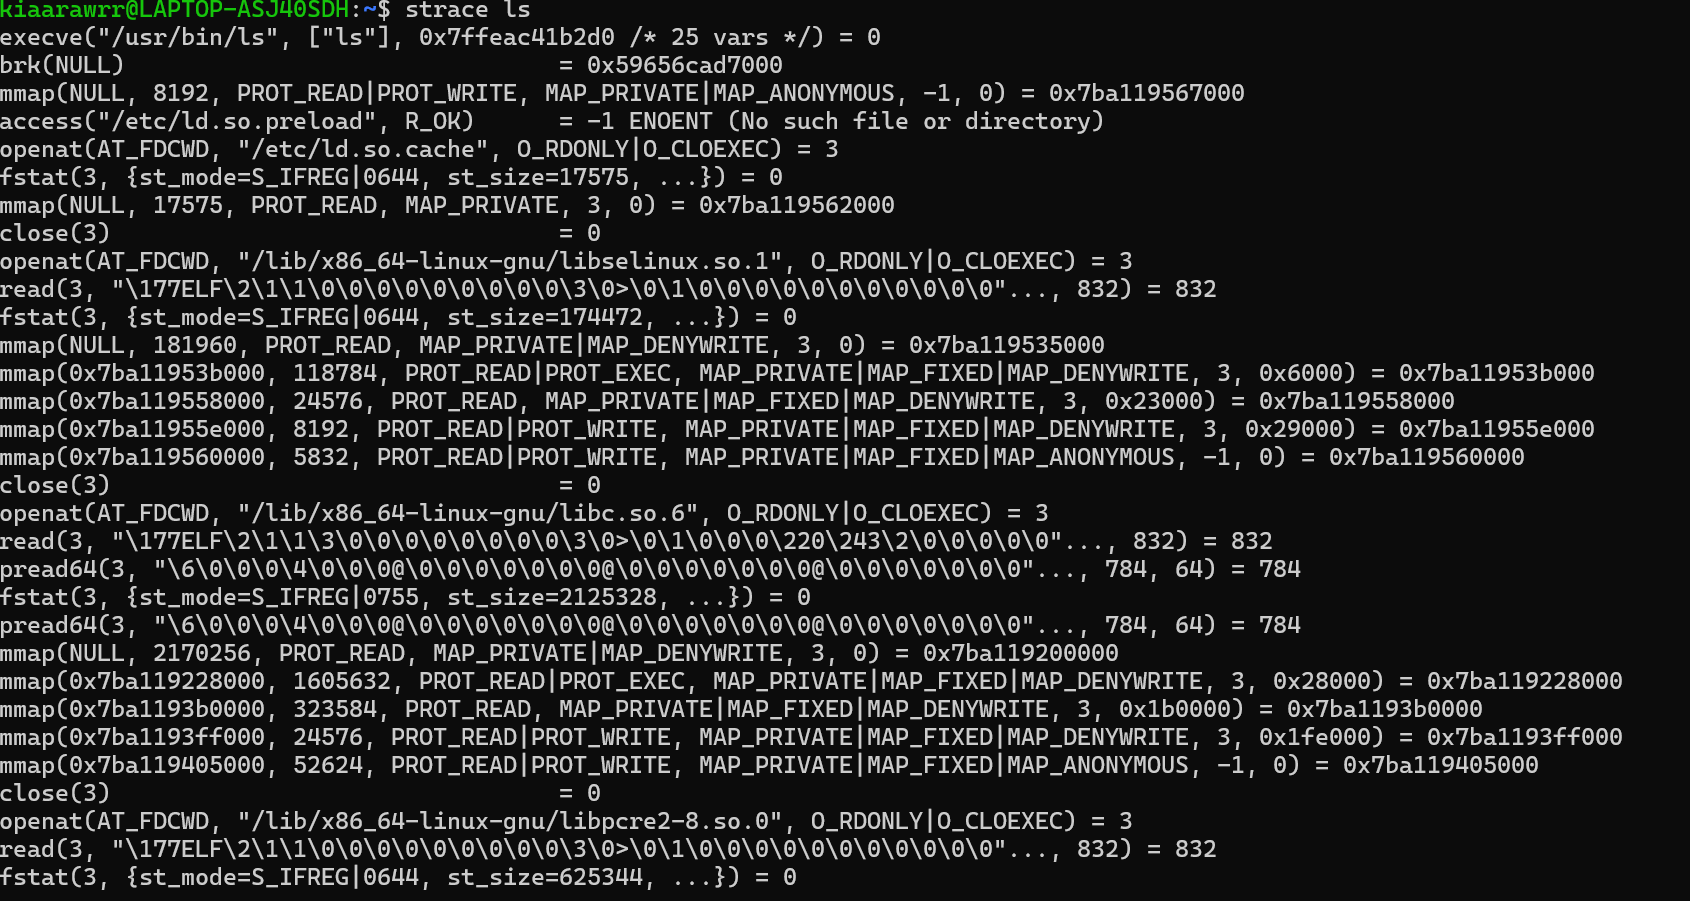 kiaarawrr@LAPTOP-ASJ40SDH:~$ strace ls
execve("/usr/bin/ls", ["ls"], 0x7ffeac41b2d0 /* 25 vars */) = 0
brk(NULL)                               = 0x59656cad7000
mmap(NULL, 8192, PROT_READ|PROT_WRITE, MAP_PRIVATE|MAP_ANONYMOUS, -1, 0) = 0x7ba119567000
access("/etc/ld.so.preload", R_OK)      = -1 ENOENT (No such file or directory)
openat(AT_FDCWD, "/etc/ld.so.cache", O_RDONLY|O_CLOEXEC) = 3
fstat(3, {st_mode=S_IFREG|0644, st_size=17575, ...}) = 0
mmap(NULL, 17575, PROT_READ, MAP_PRIVATE, 3, 0) = 0x7ba119562000
close(3)                                = 0
openat(AT_FDCWD, "/lib/x86_64-linux-gnu/libselinux.so.1", O_RDONLY|O_CLOEXEC) = 3
read(3, "\177ELF\2\1\1\0\0\0\0\0\0\0\0\0\3\0>\0\1\0\0\0\0\0\0\0\0\0\0\0"..., 832) = 832
fstat(3, {st_mode=S_IFREG|0644, st_size=174472, ...}) = 0
mmap(NULL, 181960, PROT_READ, MAP_PRIVATE|MAP_DENYWRITE, 3, 0) = 0x7ba119535000
mmap(0x7ba11953b000, 118784, PROT_READ|PROT_EXEC, MAP_PRIVATE|MAP_FIXED|MAP_DENYWRITE, 3, 0x6000) = 0x7ba11953b000
mmap(0x7ba119558000, 24576, PROT_READ, MAP_PRIVATE|MAP_FIXED|MAP_DENYWRITE, 3, 0x23000) = 0x7ba119558000
mmap(0x7ba11955e000, 8192, PROT_READ|PROT_WRITE, MAP_PRIVATE|MAP_FIXED|MAP_DENYWRITE, 3, 0x29000) = 0x7ba11955e000
mmap(0x7ba119560000, 5832, PROT_READ|PROT_WRITE, MAP_PRIVATE|MAP_FIXED|MAP_ANONYMOUS, -1, 0) = 0x7ba119560000
close(3)                                = 0
openat(AT_FDCWD, "/lib/x86_64-linux-gnu/libc.so.6", O_RDONLY|O_CLOEXEC) = 3
read(3, "\177ELF\2\1\1\3\0\0\0\0\0\0\0\0\3\0>\0\1\0\0\0\220\243\2\0\0\0\0\0"..., 832) = 832
pread64(3, "\6\0\0\0\4\0\0\0@\0\0\0\0\0\0\0@\0\0\0\0\0\0\0@\0\0\0\0\0\0\0"..., 784, 64) = 784
fstat(3, {st_mode=S_IFREG|0755, st_size=2125328, ...}) = 0
pread64(3, "\6\0\0\0\4\0\0\0@\0\0\0\0\0\0\0@\0\0\0\0\0\0\0@\0\0\0\0\0\0\0"..., 784, 64) = 784
mmap(NULL, 2170256, PROT_READ, MAP_PRIVATE|MAP_DENYWRITE, 3, 0) = 0x7ba119200000
mmap(0x7ba119228000, 1605632, PROT_READ|PROT_EXEC, MAP_PRIVATE|MAP_FIXED|MAP_DENYWRITE, 3, 0x28000) = 0x7ba119228000
mmap(0x7ba1193b0000, 323584, PROT_READ, MAP_PRIVATE|MAP_FIXED|MAP_DENYWRITE, 3, 0x1b0000) = 0x7ba1193b0000
mmap(0x7ba1193ff000, 24576, PROT_READ|PROT_WRITE, MAP_PRIVATE|MAP_FIXED|MAP_DENYWRITE, 3, 0x1fe000) = 0x7ba1193ff000
mmap(0x7ba119405000, 52624, PROT_READ|PROT_WRITE, MAP_PRIVATE|MAP_FIXED|MAP_ANONYMOUS, -1, 0) = 0x7ba119405000
close(3)                                = 0
openat(AT_FDCWD, "/lib/x86_64-linux-gnu/libpcre2-8.so.0", O_RDONLY|O_CLOEXEC) = 3
read(3, "\177ELF\2\1\1\0\0\0\0\0\0\0\0\0\3\0>\0\1\0\0\0\0\0\0\0\0\0\0\0"..., 832) = 832
fstat(3, {st_mode=S_IFREG|0644, st_size=625344, ...}) = 0